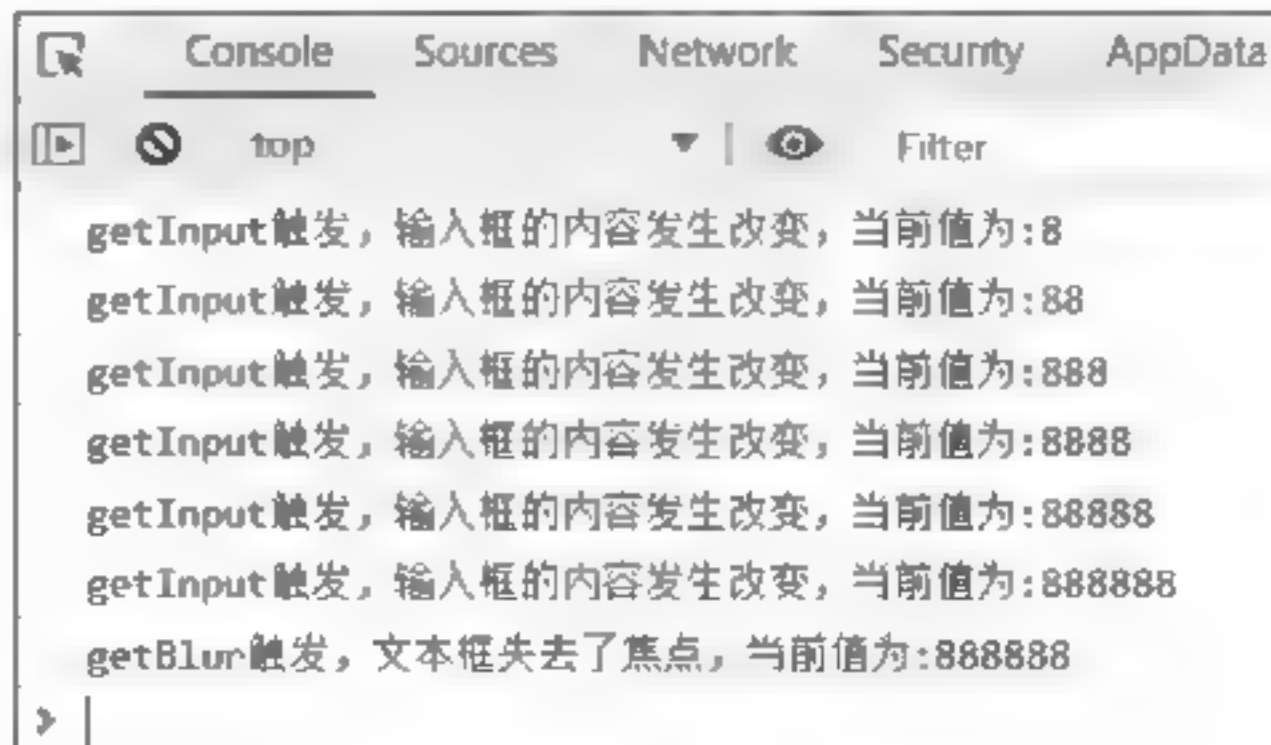 Console Sources Network Security AppData
top Filter
getInput触发，输入框的内容发生改变，当前值为:8
getInput触发，输入框的内容发生改变，当前值为:88
getInput触发，输入框的内容发生改变，当前值为:888
getInput触发，输入框的内容发生改变，当前值为:8888
getInput触发，输入框的内容发生改变，当前值为:88888
getInput触发，输入框的内容发生改变，当前值为:888888
getBlur触发，文本框失去了焦点，当前值为:888888